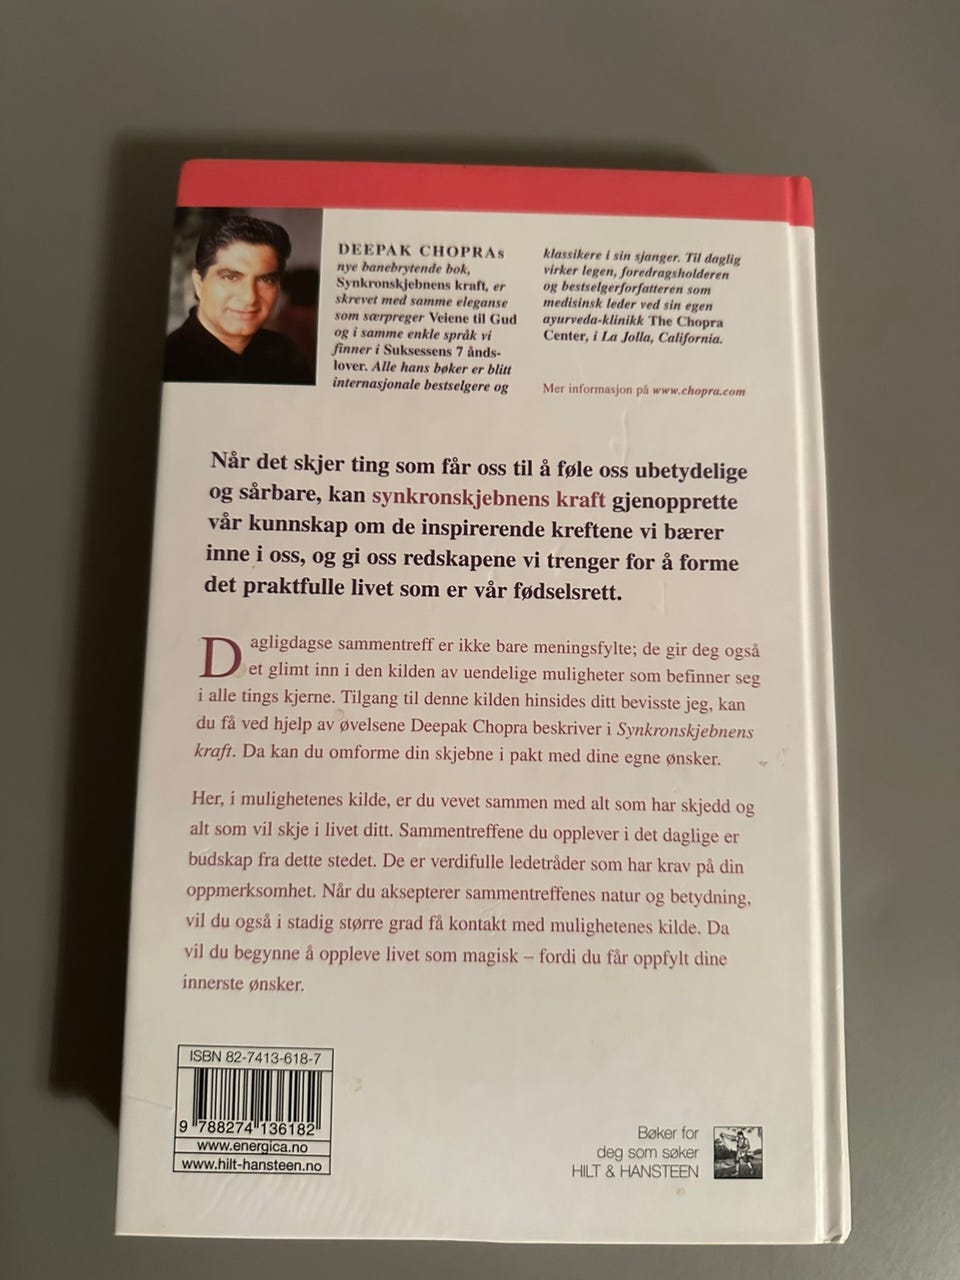 DEEPAK CHOPRAs
nye banebrytende bok,
Synkronskjebnens kraft, er
skrevet med samme eleganse
som særpreger Veiene til Gud
og i samme enkle språk vi
finner i Suksessens 7 ånds-
lover. Alle hans bøker er blitt
internasjonale bestselgere og
klassikere i sin sjanger. Til daglig
virker legen, foredragsholderen
og bestselgerforfatteren som
medisinsk leder ved sin egen
ayurveda-klinikk The Chopra
Center, i La Jolla, California.
Mer informasjon på www.chopra.com
Når det skjer ting som får oss til å føle oss ubetydelige
og sårbare, kan synkronskjebnens kraft gjenopprette
vår kunnskap om de inspirerende kreftene vi bærer
inne i oss, og gi oss redskapene vi trenger for å forme
det praktfulle livet som er vår fødselsrett.
Dagligdagse sammentreff er ikke bare meningsfylte; de gir deg også
et glimt inn i den kilden av uendelige muligheter som befinner seg
i alle tings kjerne. Tilgang til denne kilden hinsides ditt bevisste jeg, kan
du få ved hjelp av øvelsene Deepak Chopra beskriver i Synkronskjebnens
kraft. Da kan du omforme din skjebne i pakt med dine egne ønsker.
Her, i mulighetenes kilde, er du vevet sammen med alt som har skjedd og
alt som vil skje i livet ditt. Sammentreffene du opplever i det daglige er
budskap fra dette stedet. De er verdifulle ledetråder som har krav på din
oppmerksomhet. Når du aksepterer sammentreffenes natur og betydning,
vil du også i stadig større grad få kontakt med mulighetenes kilde. Da
vil du begynne å oppleve livet som magisk – fordi du får oppfylt dine
innerste ønsker.
ISBN 82-7413-618-7
9 788274 136182
www.energica.no
www.hilt-hansteen.no
Bøker for
deg som søker
HILT & HANSTEEN